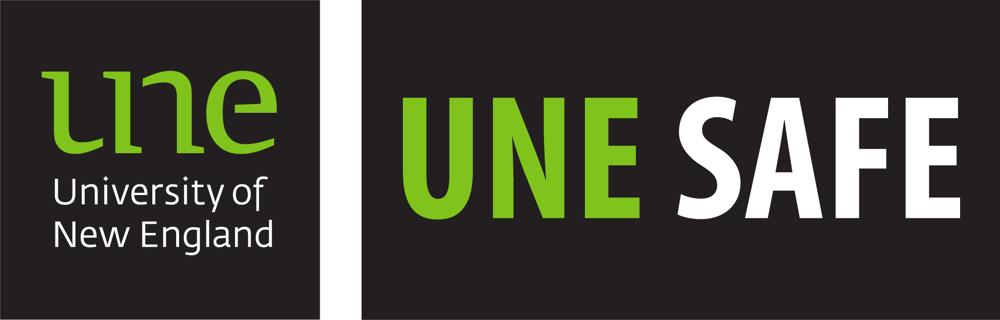 une
University of
New England
UNE SAFE